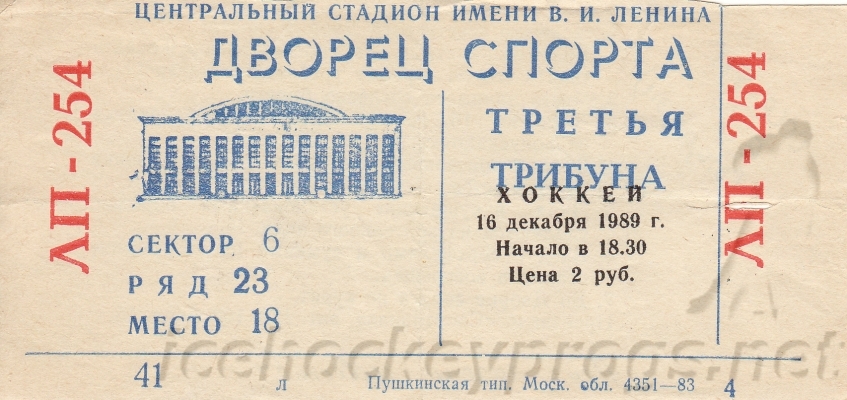 ЦЕНТРАЛЬНЫЙ СТАДИОН ИМЕНИ В. И. ЛЕНИНА
ДВОРЕЦ СПОРТА
ЛП - 254
ТРЕТЬЯ
ТРИБУНА
ХОККЕЙ
16 декабря 1989 г.
Начало в 18.30
Цена 2 руб.
СЕКТОР 6
РЯД 23
МЕСТО 18
ЛП - 254
icehockeyprogs.net
41 л Пушкинская тип. Моск. обл. 4351—83 4